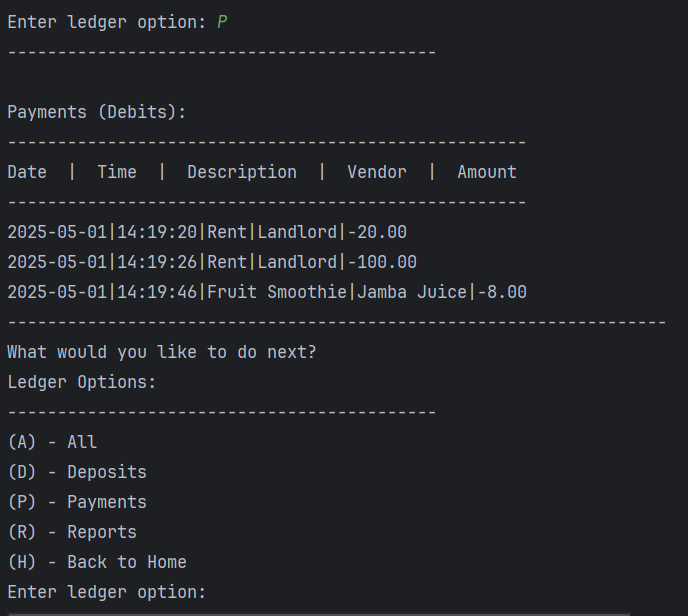 Enter ledger option: P
-------------------------------------------
Payments (Debits):
----------------------------------------------------
Date  |  Time  |  Description  |  Vendor  |  Amount
----------------------------------------------------
2025-05-01|14:19:20|Rent|Landlord|-20.00
2025-05-01|14:19:26|Rent|Landlord|-100.00
2025-05-01|14:19:46|Fruit Smoothie|Jamba Juice|-8.00
------------------------------------------------------------------
What would you like to do next?
Ledger Options:
-------------------------------------------
(A) - All
(D) - Deposits
(P) - Payments
(R) - Reports
(H) - Back to Home
Enter ledger option: